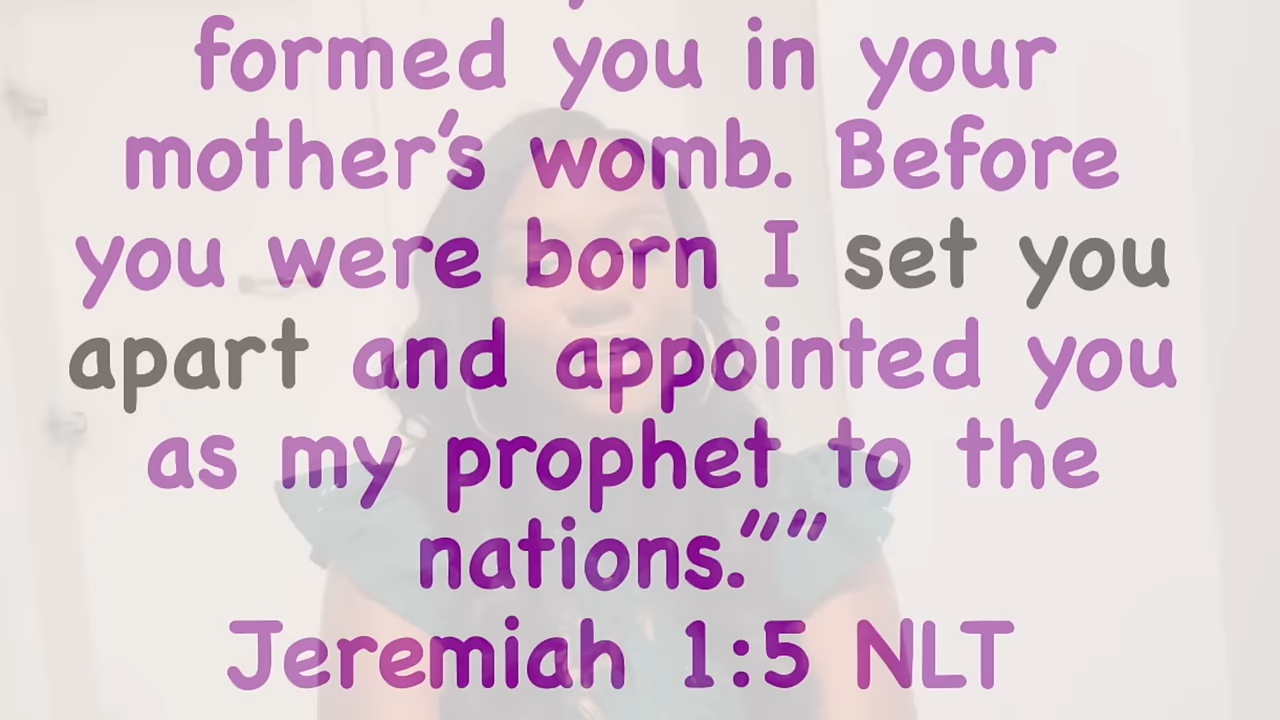 formed you in your
mother's womb. Before
you were born I set you
apart and appointed you
as my prophet to the
nations.””
Jeremiah 1:5 NLT